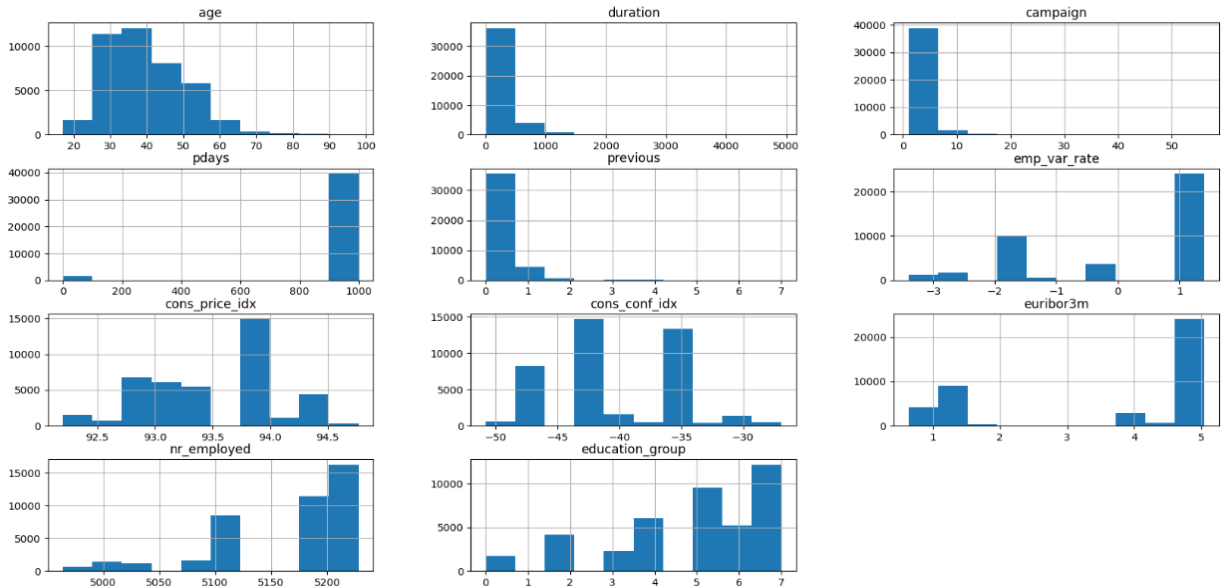 age
10000
5000
0
20 30 40 50 60 70 80 90 100
duration
30000
20000
10000
0
0 1000 2000 3000 4000 5000
campaign
40000
30000
20000
10000
0
0 10 20 30 40 50
pdays
40000
30000
20000
10000
0
0 200 400 600 800 1000
previous
30000
20000
10000
0
0 1 2 3 4 5 6 7
emp_var_rate
20000
10000
0
−3 −2 −1 0 1
cons_price_idx
15000
10000
5000
0
92.5 93.0 93.5 94.0 94.5
cons_conf_idx
15000
10000
5000
0
−50 −45 −40 −35 −30
euribor3m
20000
10000
0
1 2 3 4 5
nr_employed
15000
10000
5000
0
5000 5050 5100 5150 5200
education_group
10000
5000
0
0 1 2 3 4 5 6 7